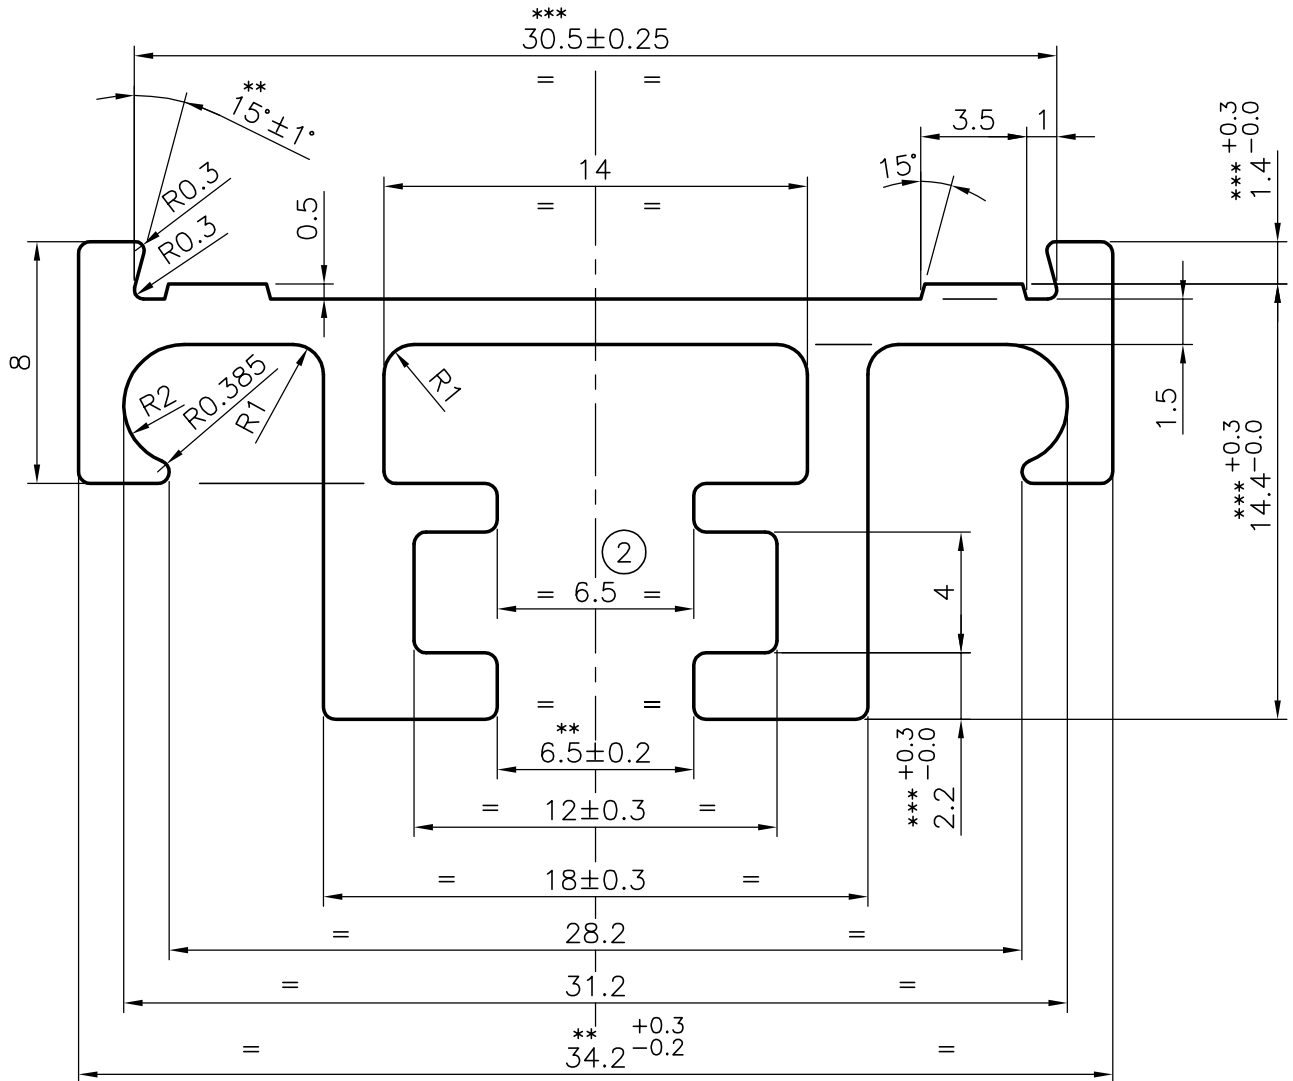 ***
30.5±0.25
= =
**
15°±1°
3.5
1
*** 1.4 +0.3 -0.0
14
= =
15°
R0.3
R0.3
0.5
8
R2
R0.385
R1
R1
1.5
*** 14.4 +0.3 -0.0
2
= 6.5 =
4
= =
**
6.5±0.2
*** 2.2 +0.3 -0.0
= 12±0.3 =
= 18±0.3 =
= 28.2 =
= 31.2 =
** +0.3
= 34.2 -0.2 =